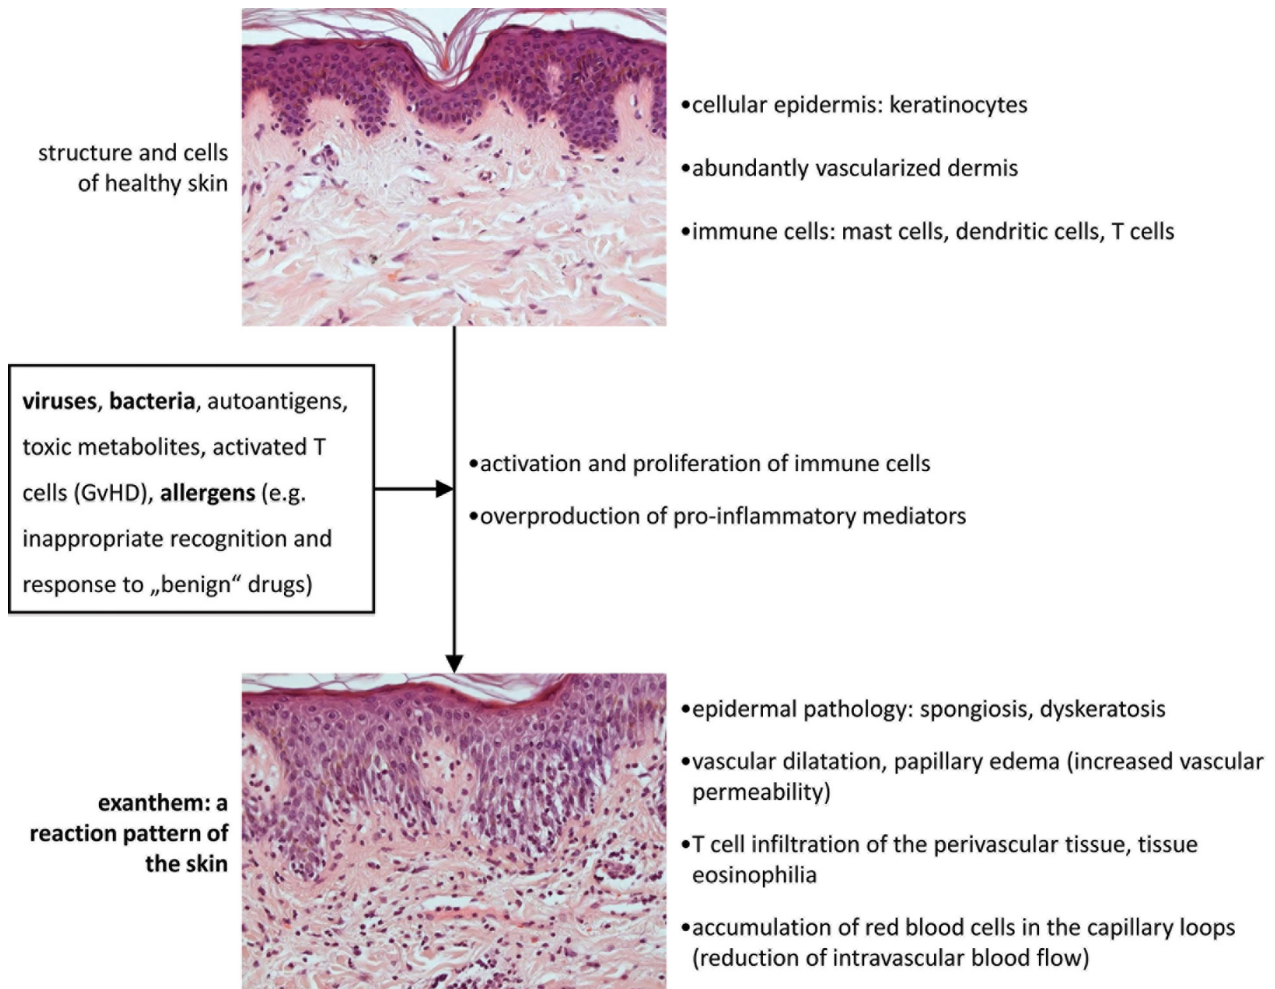 structure and cells
of healthy skin
•cellular epidermis: keratinocytes
•abundantly vascularized dermis
•immune cells: mast cells, dendritic cells, T cells
viruses, bacteria, autoantigens,
toxic metabolites, activated T
cells (GvHD), allergens (e.g.
inappropriate recognition and
response to „benign“ drugs)
•activation and proliferation of immune cells
•overproduction of pro-inflammatory mediators
exanthem: a
reaction pattern of
the skin
•epidermal pathology: spongiosis, dyskeratosis
•vascular dilatation, papillary edema (increased vascular
permeability)
•T cell infiltration of the perivascular tissue, tissue
eosinophilia
•accumulation of red blood cells in the capillary loops
(reduction of intravascular blood flow)